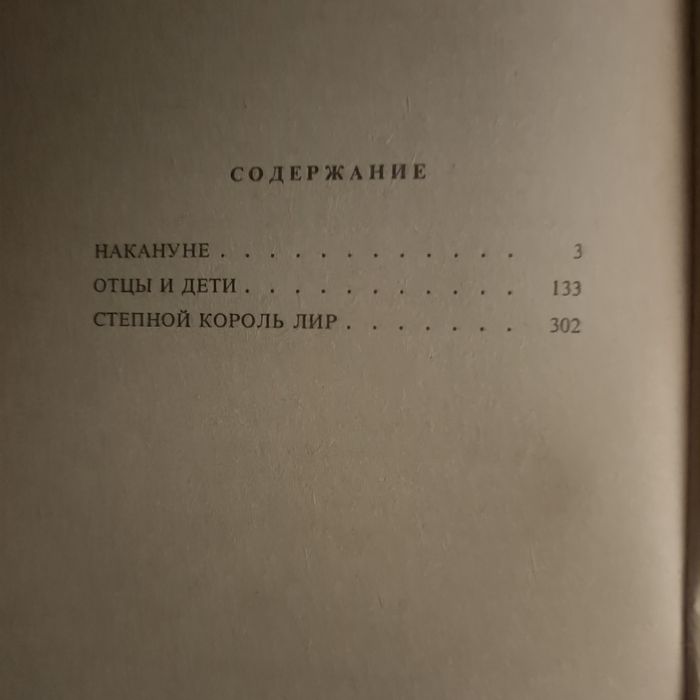 СОДЕРЖАНИЕ
НАКАНУНЕ . . . . . . . . . . . . 3
ОТЦЫ И ДЕТИ . . . . . . . . . . . 133
СТЕПНОЙ КОРОЛЬ ЛИР . . . . . . . 302